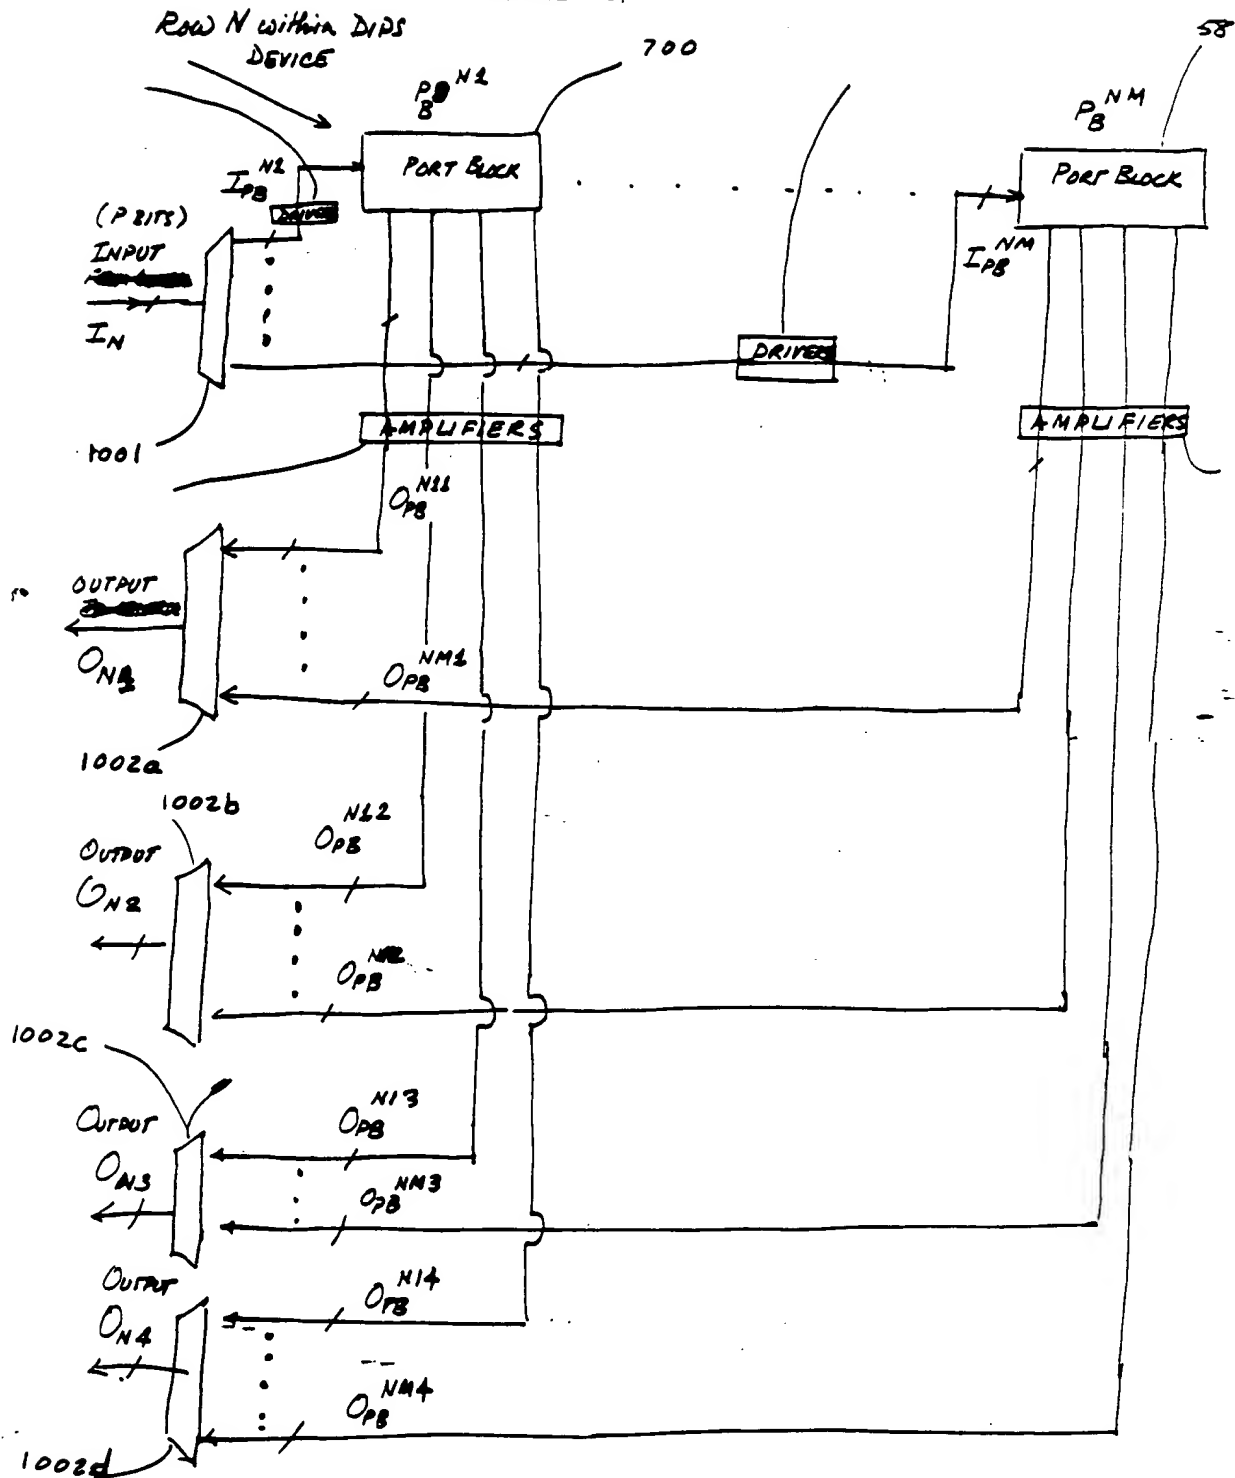 Row N within DIPS
DEVICE
700
58
P_B^N1
P_B^NM
PORT BLOCK
PORT BLOCK
I_PB^N1
DRIVER
(P BITS)
INPUT
I_N
I_PB^NM
DRIVERS
1001
AMPLIFIERS
AMPLIFIERS
O_PB^N11
OUTPUT
O_N1
O_PB^NM1
1002a
1002b
O_PB^N12
OUTPUT
O_N2
O_PB
1002c
O_PB^N13
OUTPUT
O_N3
O_PB^NM3
OUTPUT
O_PB^N14
O_N4
O_PB^NM4
1002d